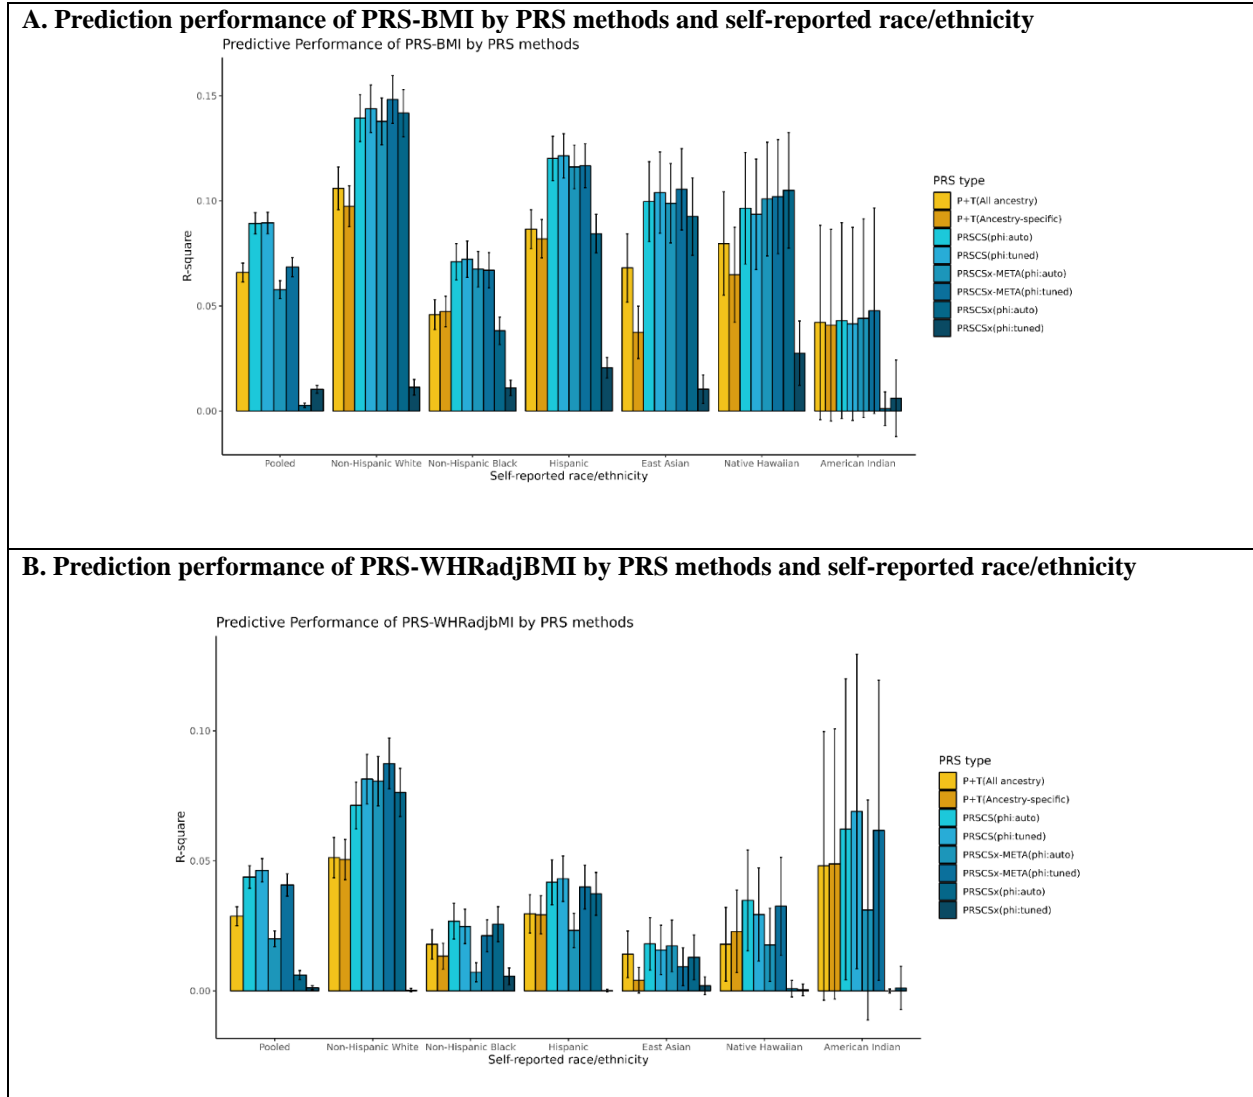 A. Prediction performance of PRS-BMI by PRS methods and self-reported race/ethnicity
Predictive Performance of PRS-BMI by PRS methods
0.15
0.10
0.05
0.00
R-square
Pooled Non-Hispanic White Non-Hispanic Black Hispanic East Asian Native Hawaiian American Indian
Self-reported race/ethnicity
PRS type
P+T(All ancestry)
P+T(Ancestry-specific)
PRSCS(phi:auto)
PRSCS(phi:tuned)
PRSCSx-META(phi:auto)
PRSCSx-META(phi:tuned)
PRSCSx(phi:auto)
PRSCSx(phi:tuned)
B. Prediction performance of PRS-WHRadjBMI by PRS methods and self-reported race/ethnicity
Predictive Performance of PRS-WHRadjbMI by PRS methods
0.10
0.05
0.00
R-square
Pooled Non-Hispanic White Non-Hispanic Black Hispanic East Asian Native Hawaiian American Indian
Self-reported race/ethnicity
PRS type
P+T(All ancestry)
P+T(Ancestry-specific)
PRSCS(phi:auto)
PRSCS(phi:tuned)
PRSCSx-META(phi:auto)
PRSCSx-META(phi:tuned)
PRSCSx(phi:auto)
PRSCSx(phi:tuned)